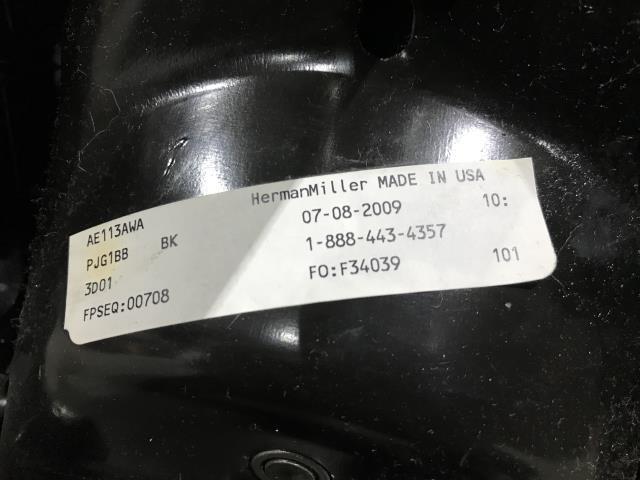 HermanMiller MADE IN USA
AE113AWA 07-08-2009 10:
PJG1BB BK 1-888-443-4357
3D01 FO:F34039 101
FPSEQ:00708